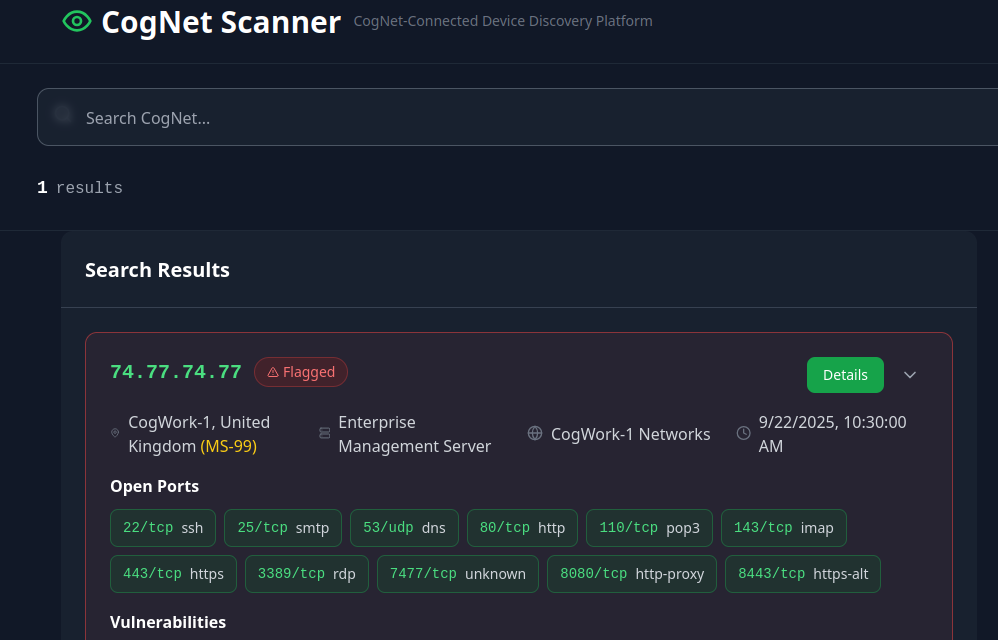 CogNet Scanner CogNet-Connected Device Discovery Platform
Search CogNet...
1 results
Search Results
74.77.74.77 Flagged Details
CogWork-1, United Kingdom (MS-99)
Enterprise Management Server
CogWork-1 Networks
9/22/2025, 10:30:00 AM
Open Ports
22/tcp ssh 25/tcp smtp 53/udp dns 80/tcp http 110/tcp pop3 143/tcp imap
443/tcp https 3389/tcp rdp 7477/tcp unknown 8080/tcp http-proxy 8443/tcp https-alt
Vulnerabilities